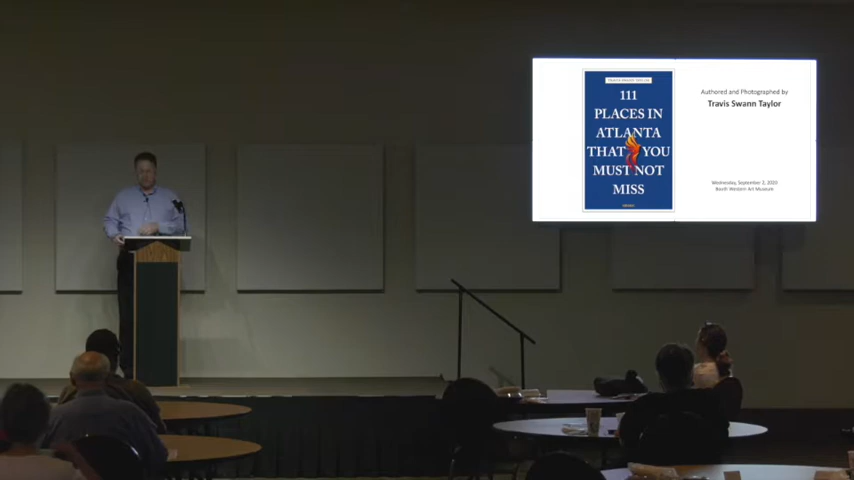 111
PLACES IN
ATLANTA
THAT YOU
MUST NOT
MISS
Authored and Photographed by
Travis Swann Taylor
Wednesday, September 2, 2020
Booth Western Art Museum